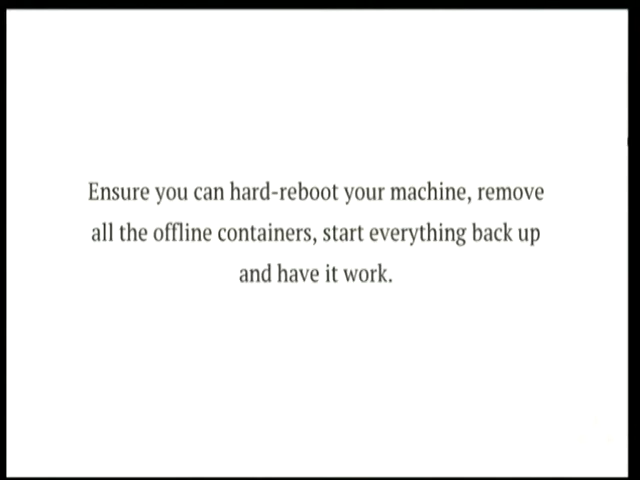 Ensure you can hard-reboot your machine, remove
all the offline containers, start everything back up
and have it work.